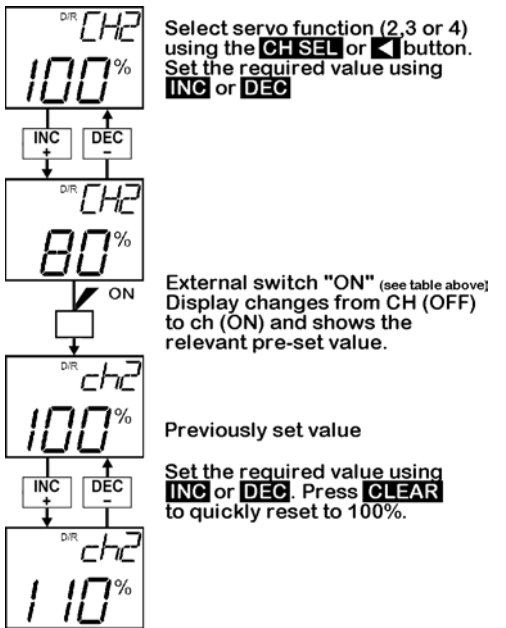 D/R CH2
100%
Select servo function (2,3 or 4)
using the CH SEL or ◀ button.
Set the required value using
INC or DEC
INC
+
DEC
–
D/R CH2
80%
ON
External switch "ON" (see table above)
Display changes from CH (OFF)
to ch (ON) and shows the
relevant pre-set value.
D/R ch2
100%
Previously set value
INC
+
DEC
–
Set the required value using
INC or DEC. Press CLEAR
to quickly reset to 100%.
D/R ch2
110%